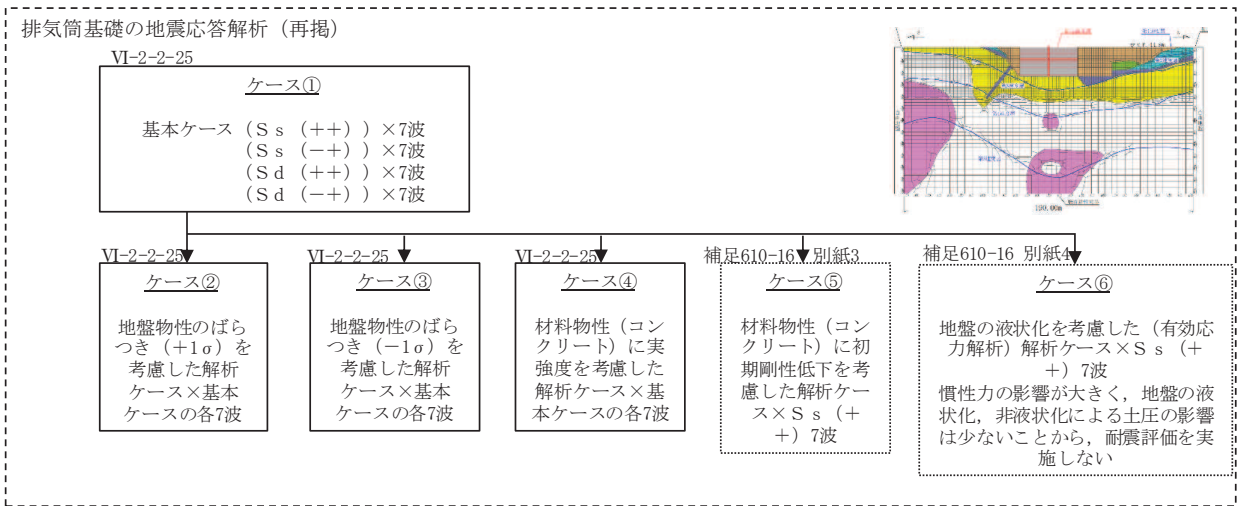 排気筒基礎の地震応答解析（再掲）
Ⅵ-2-2-25
ケース①
基本ケース（Ｓｓ（++））×7波
（Ｓｓ（-+））×7波
（Ｓｄ（++））×7波
（Ｓｄ（-+））×7波
190.00m
Ⅵ-2-2-25
ケース②
地盤物性のばら
つき（+1σ）を
考慮した解析
ケース×基本
ケースの各7波
Ⅵ-2-2-25
ケース③
地盤物性のばら
つき（-1σ）を
考慮した解析
ケース×基本
ケースの各7波
Ⅵ-2-2-25
ケース④
材料物性（コン
クリート）に実
強度を考慮した
解析ケース×基
本ケースの各7波
補足610-16 別紙3
ケース⑤
材料物性（コン
クリート）に初
期剛性低下を考
慮した解析ケー
ス×Ｓｓ（+
+）7波
補足610-16 別紙4
ケース⑥
地盤の液状化を考慮した（有効応
力解析）解析ケース×Ｓｓ（+
+）7波
慣性力の影響が大きく，地盤の液
状化，非液状化による土圧の影響
は少ないことから，耐震評価を実
施しない